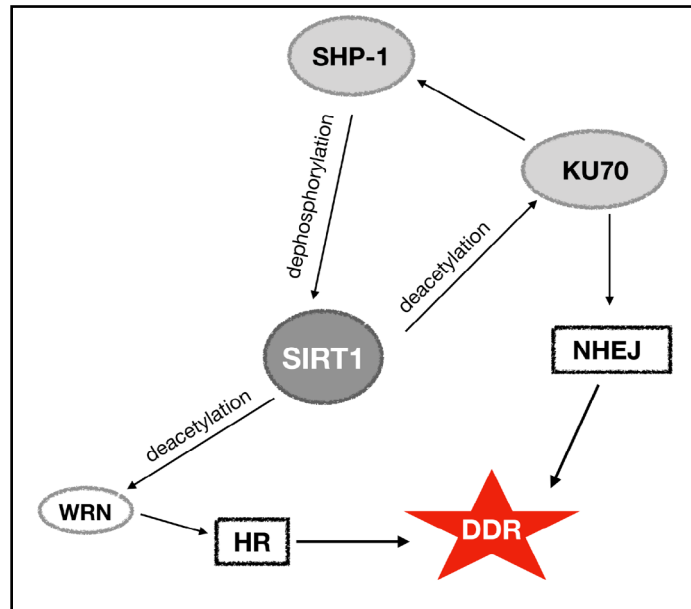 SHP-1
dephosphorylation
KU70
deacetylation
SIRT1
NHEJ
deacetylation
WRN
HR
DDR